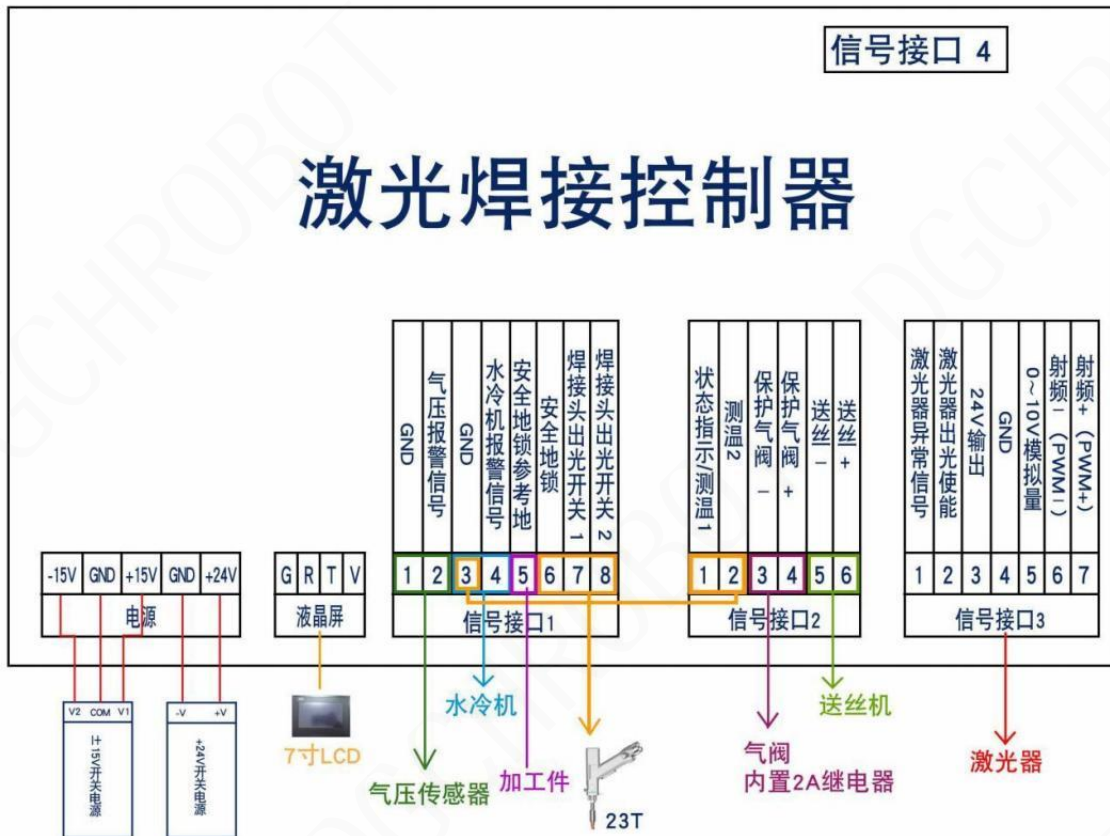 信号接口 4
激光焊接控制器
GND
气压报警信号
GND
水冷机报警信号
安全地锁参考地
安全地锁
焊接头出光开关 1
焊接头出光开关 2
1 2 3 4 5 6 7 8
信号接口1
状态指示/测温1
测温2
保护气阀 -
保护气阀 +
送丝 -
送丝 +
1 2 3 4 5 6
信号接口2
激光器异常信号
激光器出光使能
24V输出
GND
0~10V模拟量
射频-(PWM-)
射频+(PWM+)
1 2 3 4 5 6 7
信号接口3
-15V GND +15V GND +24V
电源
G R T V
液晶屏
V2 COM V1
±15V开关电源
-V +V
+24V开关电源
7寸LCD
气压传感器
水冷机
加工件
23T
气阀
内置2A继电器
送丝机
激光器
DGCHROBOT
DGCHROBOT